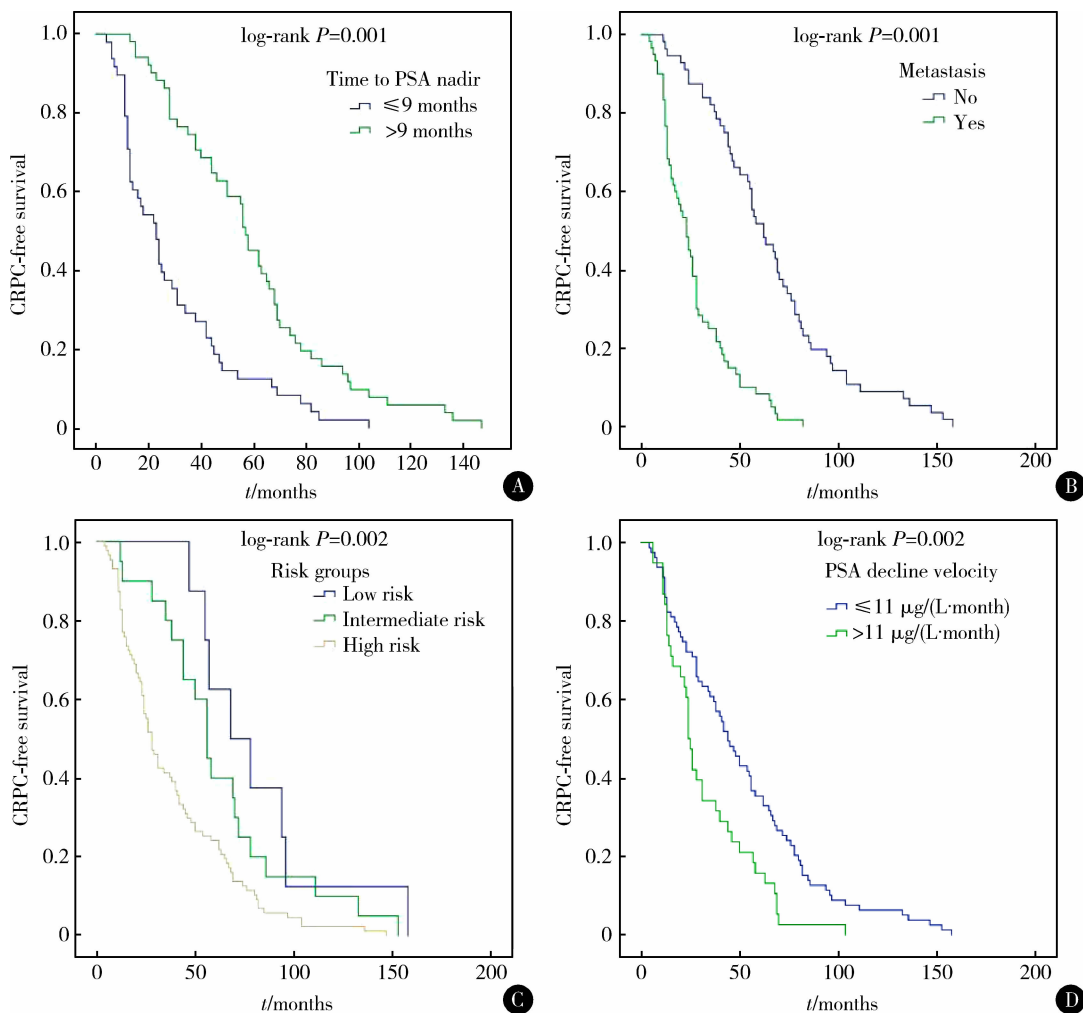 log-rank P=0.001
Time to PSA nadir
≤9 months
>9 months
CRPC-free survival
1.0
0.8
0.6
0.4
0.2
0
0 20 40 60 80 100 120 140
t/months
A
log-rank P=0.001
Metastasis
No
Yes
CRPC-free survival
1.0
0.8
0.6
0.4
0.2
0
0 50 100 150 200
t/months
B
log-rank P=0.002
Risk groups
Low risk
Intermediate risk
High risk
CRPC-free survival
1.0
0.8
0.6
0.4
0.2
0
0 50 100 150 200
t/months
C
log-rank P=0.002
PSA decline velocity
≤11 μg/(L·month)
>11 μg/(L·month)
CRPC-free survival
1.0
0.8
0.6
0.4
0.2
0
0 50 100 150 200
t/months
D